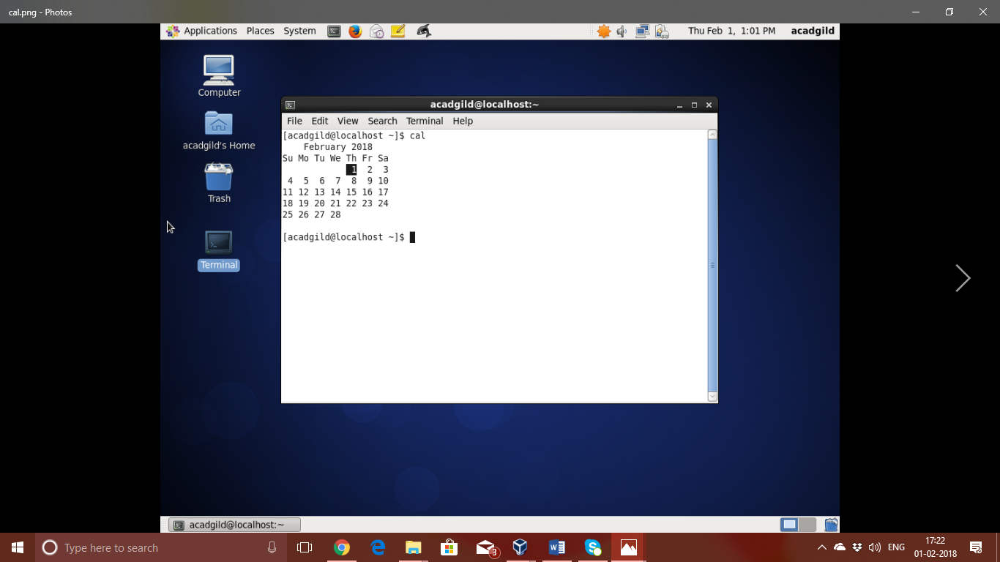 cal.png - Photos
Applications Places System Thu Feb 1, 1:01 PM acadgild
Computer
acadgild's Home
Trash
Terminal
acadgild@localhost:~
File Edit View Search Terminal Help
[acadgild@localhost ~]$ cal
    February 2018
Su Mo Tu We Th Fr Sa
             1  2  3
 4  5  6  7  8  9 10
11 12 13 14 15 16 17
18 19 20 21 22 23 24
25 26 27 28
[acadgild@localhost ~]$
acadgild@localhost:~
Type here to search
3
ENG
17:22
01-02-2018